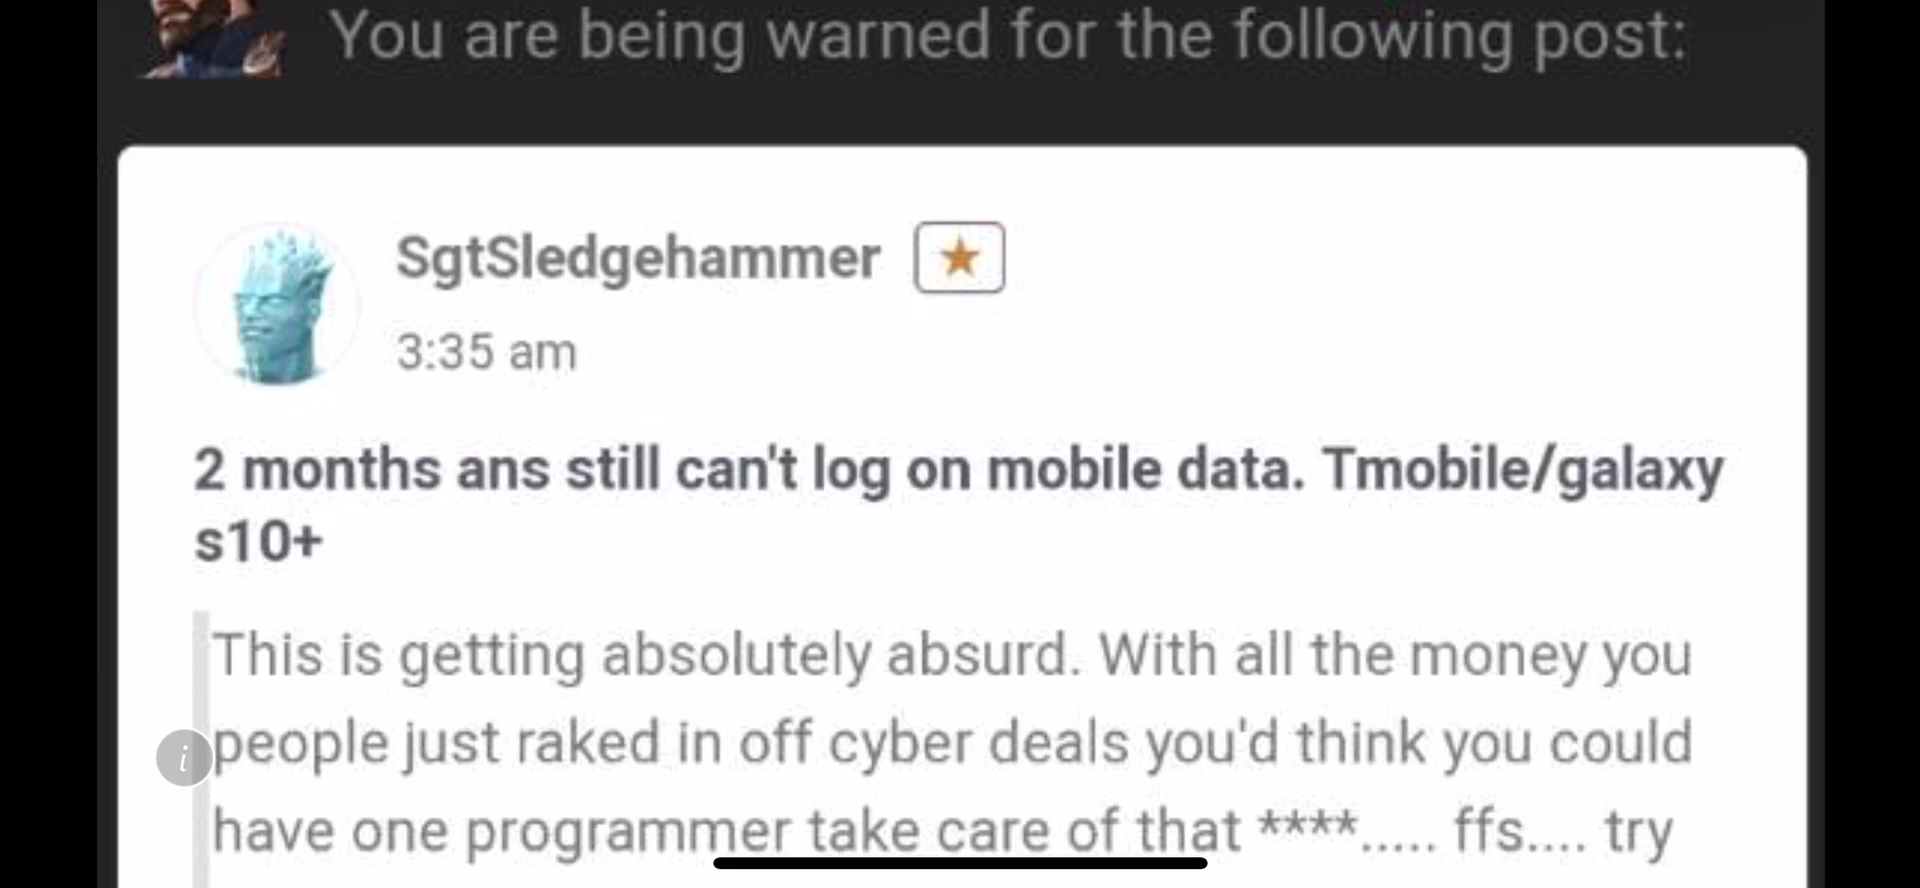 You are being warned for the following post:
SgtSledgehammer
3:35 am
2 months ans still can't log on mobile data. Tmobile/galaxy
s10+
This is getting absolutely absurd. With all the money you
people just raked in off cyber deals you'd think you could
have one programmer take care of that ****..... ffs.... try